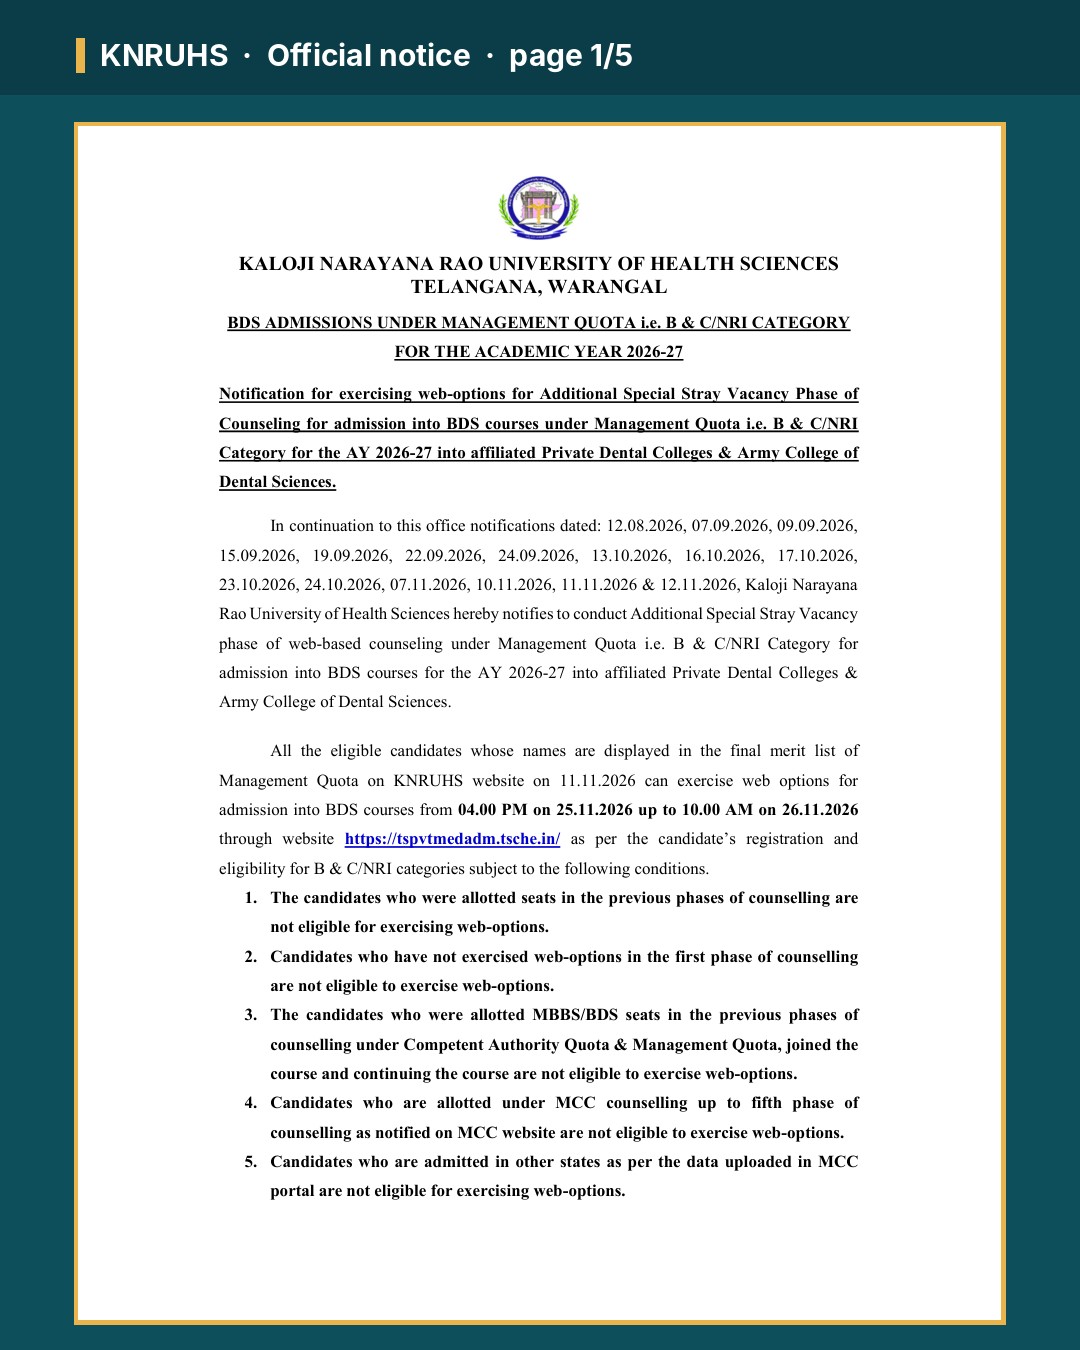 KNRUHS · Official notice · page 1/5
KALOJI NARAYANA RAO UNIVERSITY OF HEALTH SCIENCES
TELANGANA, WARANGAL
BDS ADMISSIONS UNDER MANAGEMENT QUOTA i.e. B & C/NRI CATEGORY
FOR THE ACADEMIC YEAR 2026-27
Notification for exercising web-options for Additional Special Stray Vacancy Phase of
Counseling for admission into BDS courses under Management Quota i.e. B & C/NRI
Category for the AY 2026-27 into affiliated Private Dental Colleges & Army College of
Dental Sciences.
In continuation to this office notifications dated: 12.08.2026, 07.09.2026, 09.09.2026,
15.09.2026, 19.09.2026, 22.09.2026, 24.09.2026, 13.10.2026, 16.10.2026, 17.10.2026,
23.10.2026, 24.10.2026, 07.11.2026, 10.11.2026, 11.11.2026 & 12.11.2026, Kaloji Narayana
Rao University of Health Sciences hereby notifies to conduct Additional Special Stray Vacancy
phase of web-based counseling under Management Quota i.e. B & C/NRI Category for
admission into BDS courses for the AY 2026-27 into affiliated Private Dental Colleges &
Army College of Dental Sciences.
All the eligible candidates whose names are displayed in the final merit list of
Management Quota on KNRUHS website on 11.11.2026 can exercise web options for
admission into BDS courses from 04.00 PM on 25.11.2026 up to 10.00 AM on 26.11.2026
through website https://tspvtmedadm.tsche.in/ as per the candidate’s registration and
eligibility for B & C/NRI categories subject to the following conditions.
1. The candidates who were allotted seats in the previous phases of counselling are
not eligible for exercising web-options.
2. Candidates who have not exercised web-options in the first phase of counselling
are not eligible to exercise web-options.
3. The candidates who were allotted MBBS/BDS seats in the previous phases of
counselling under Competent Authority Quota & Management Quota, joined the
course and continuing the course are not eligible to exercise web-options.
4. Candidates who are allotted under MCC counselling up to fifth phase of
counselling as notified on MCC website are not eligible to exercise web-options.
5. Candidates who are admitted in other states as per the data uploaded in MCC
portal are not eligible for exercising web-options.